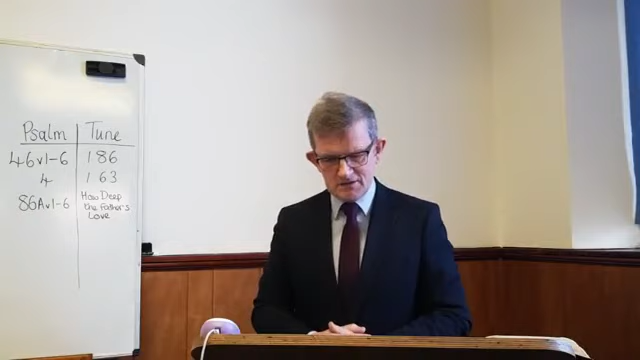 Psalm Tune
46v1-6 186
4 163
86Av1-6 How Deep
the Father's
Love